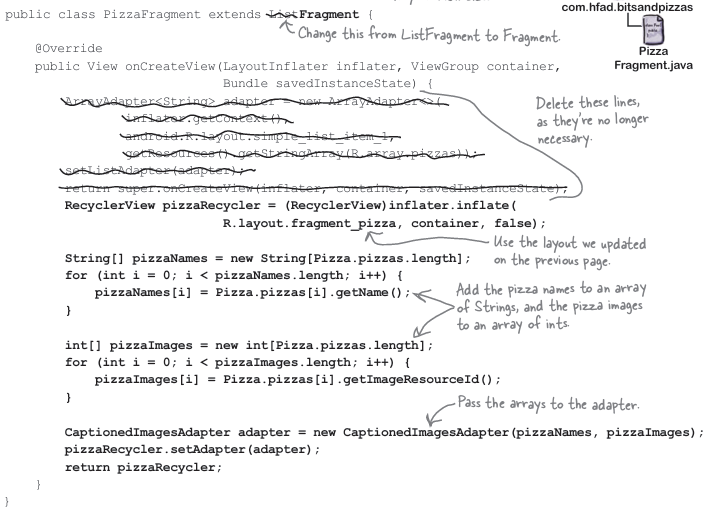 com.hfad.bitsandpizzas
public class PizzaFragment extends ListFragment {
Change this from ListFragment to Fragment.
Pizza
Fragment.java
@Override
public View onCreateView(LayoutInflater inflater, ViewGroup container,
Bundle savedInstanceState) {
ArrayAdapter<String> adapter = new ArrayAdapter<>(
inflater.getContext(),
android.R.layout.simple_list_item_1,
getResources().getStringArray(R.array.pizzas));
setListAdapter(adapter);
return super.onCreateView(inflater, container, savedInstanceState);
Delete these lines,
as they're no longer
necessary.
RecyclerView pizzaRecycler = (RecyclerView)inflater.inflate(
R.layout.fragment_pizza, container, false);
Use the layout we updated
on the previous page.
String[] pizzaNames = new String[Pizza.pizzas.length];
for (int i = 0; i < pizzaNames.length; i++) {
pizzaNames[i] = Pizza.pizzas[i].getName();
}
Add the pizza names to an array
of Strings, and the pizza images
to an array of ints.
int[] pizzaImages = new int[Pizza.pizzas.length];
for (int i = 0; i < pizzaImages.length; i++) {
pizzaImages[i] = Pizza.pizzas[i].getImageResourceId();
}
Pass the arrays to the adapter.
CaptionedImagesAdapter adapter = new CaptionedImagesAdapter(pizzaNames, pizzaImages);
pizzaRecycler.setAdapter(adapter);
return pizzaRecycler;
}
}